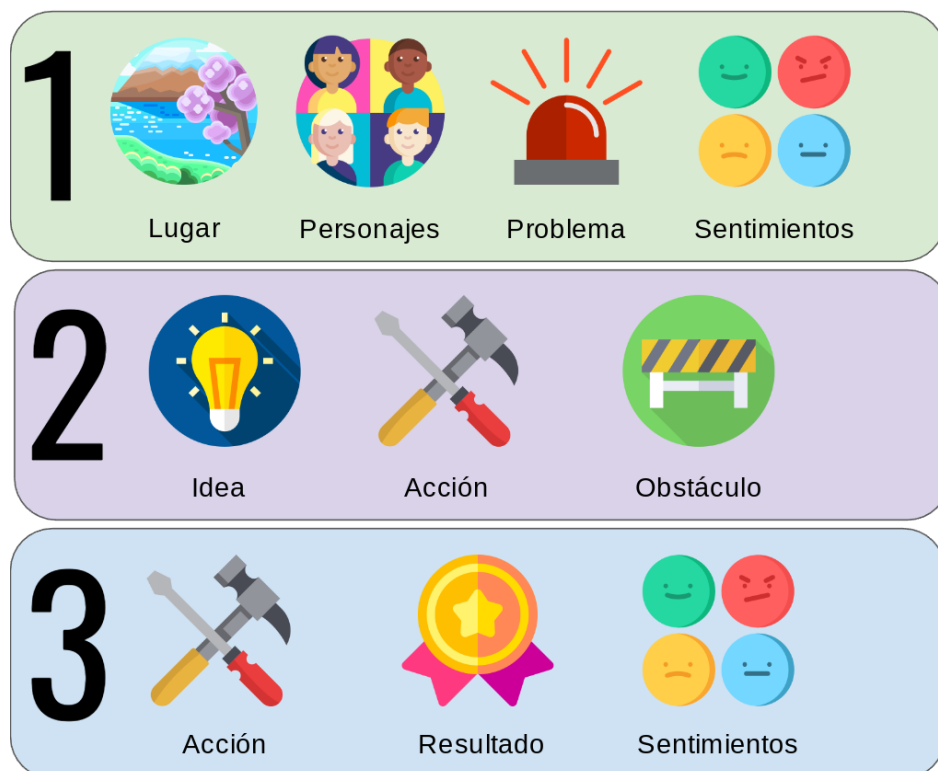 1
Lugar Personajes Problema Sentimientos
2
Idea Acción Obstáculo
3
Acción Resultado Sentimientos